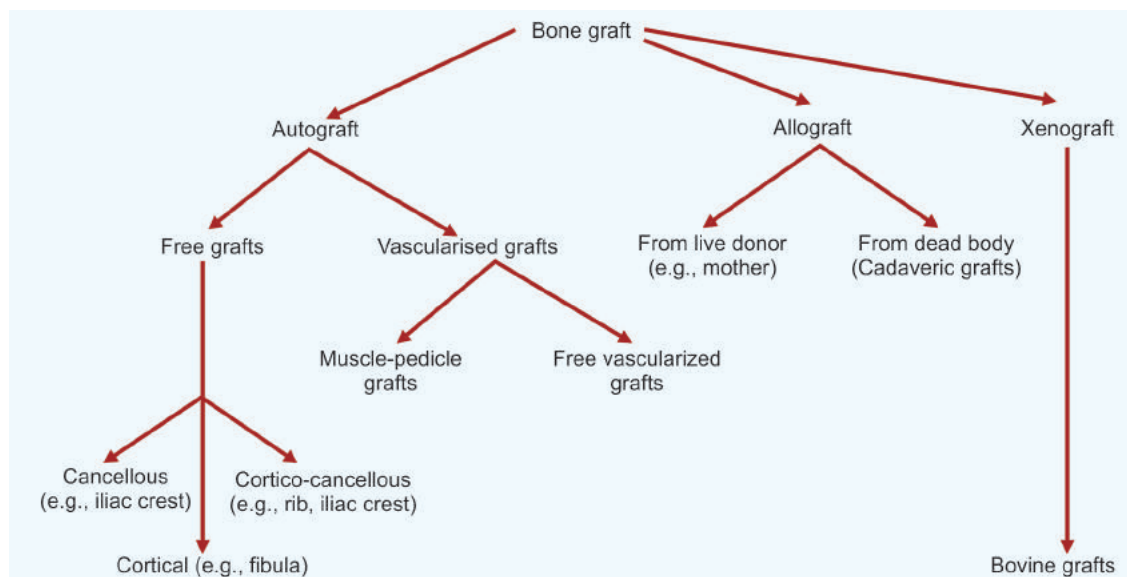 Bone graft
Autograft
Allograft
Xenograft
Free grafts
Vascularised grafts
From live donor
(e.g., mother)
From dead body
(Cadaveric grafts)
Muscle-pedicle
grafts
Free vascularized
grafts
Cancellous
(e.g., iliac crest)
Cortico-cancellous
(e.g., rib, iliac crest)
Cortical (e.g., fibula)
Bovine grafts